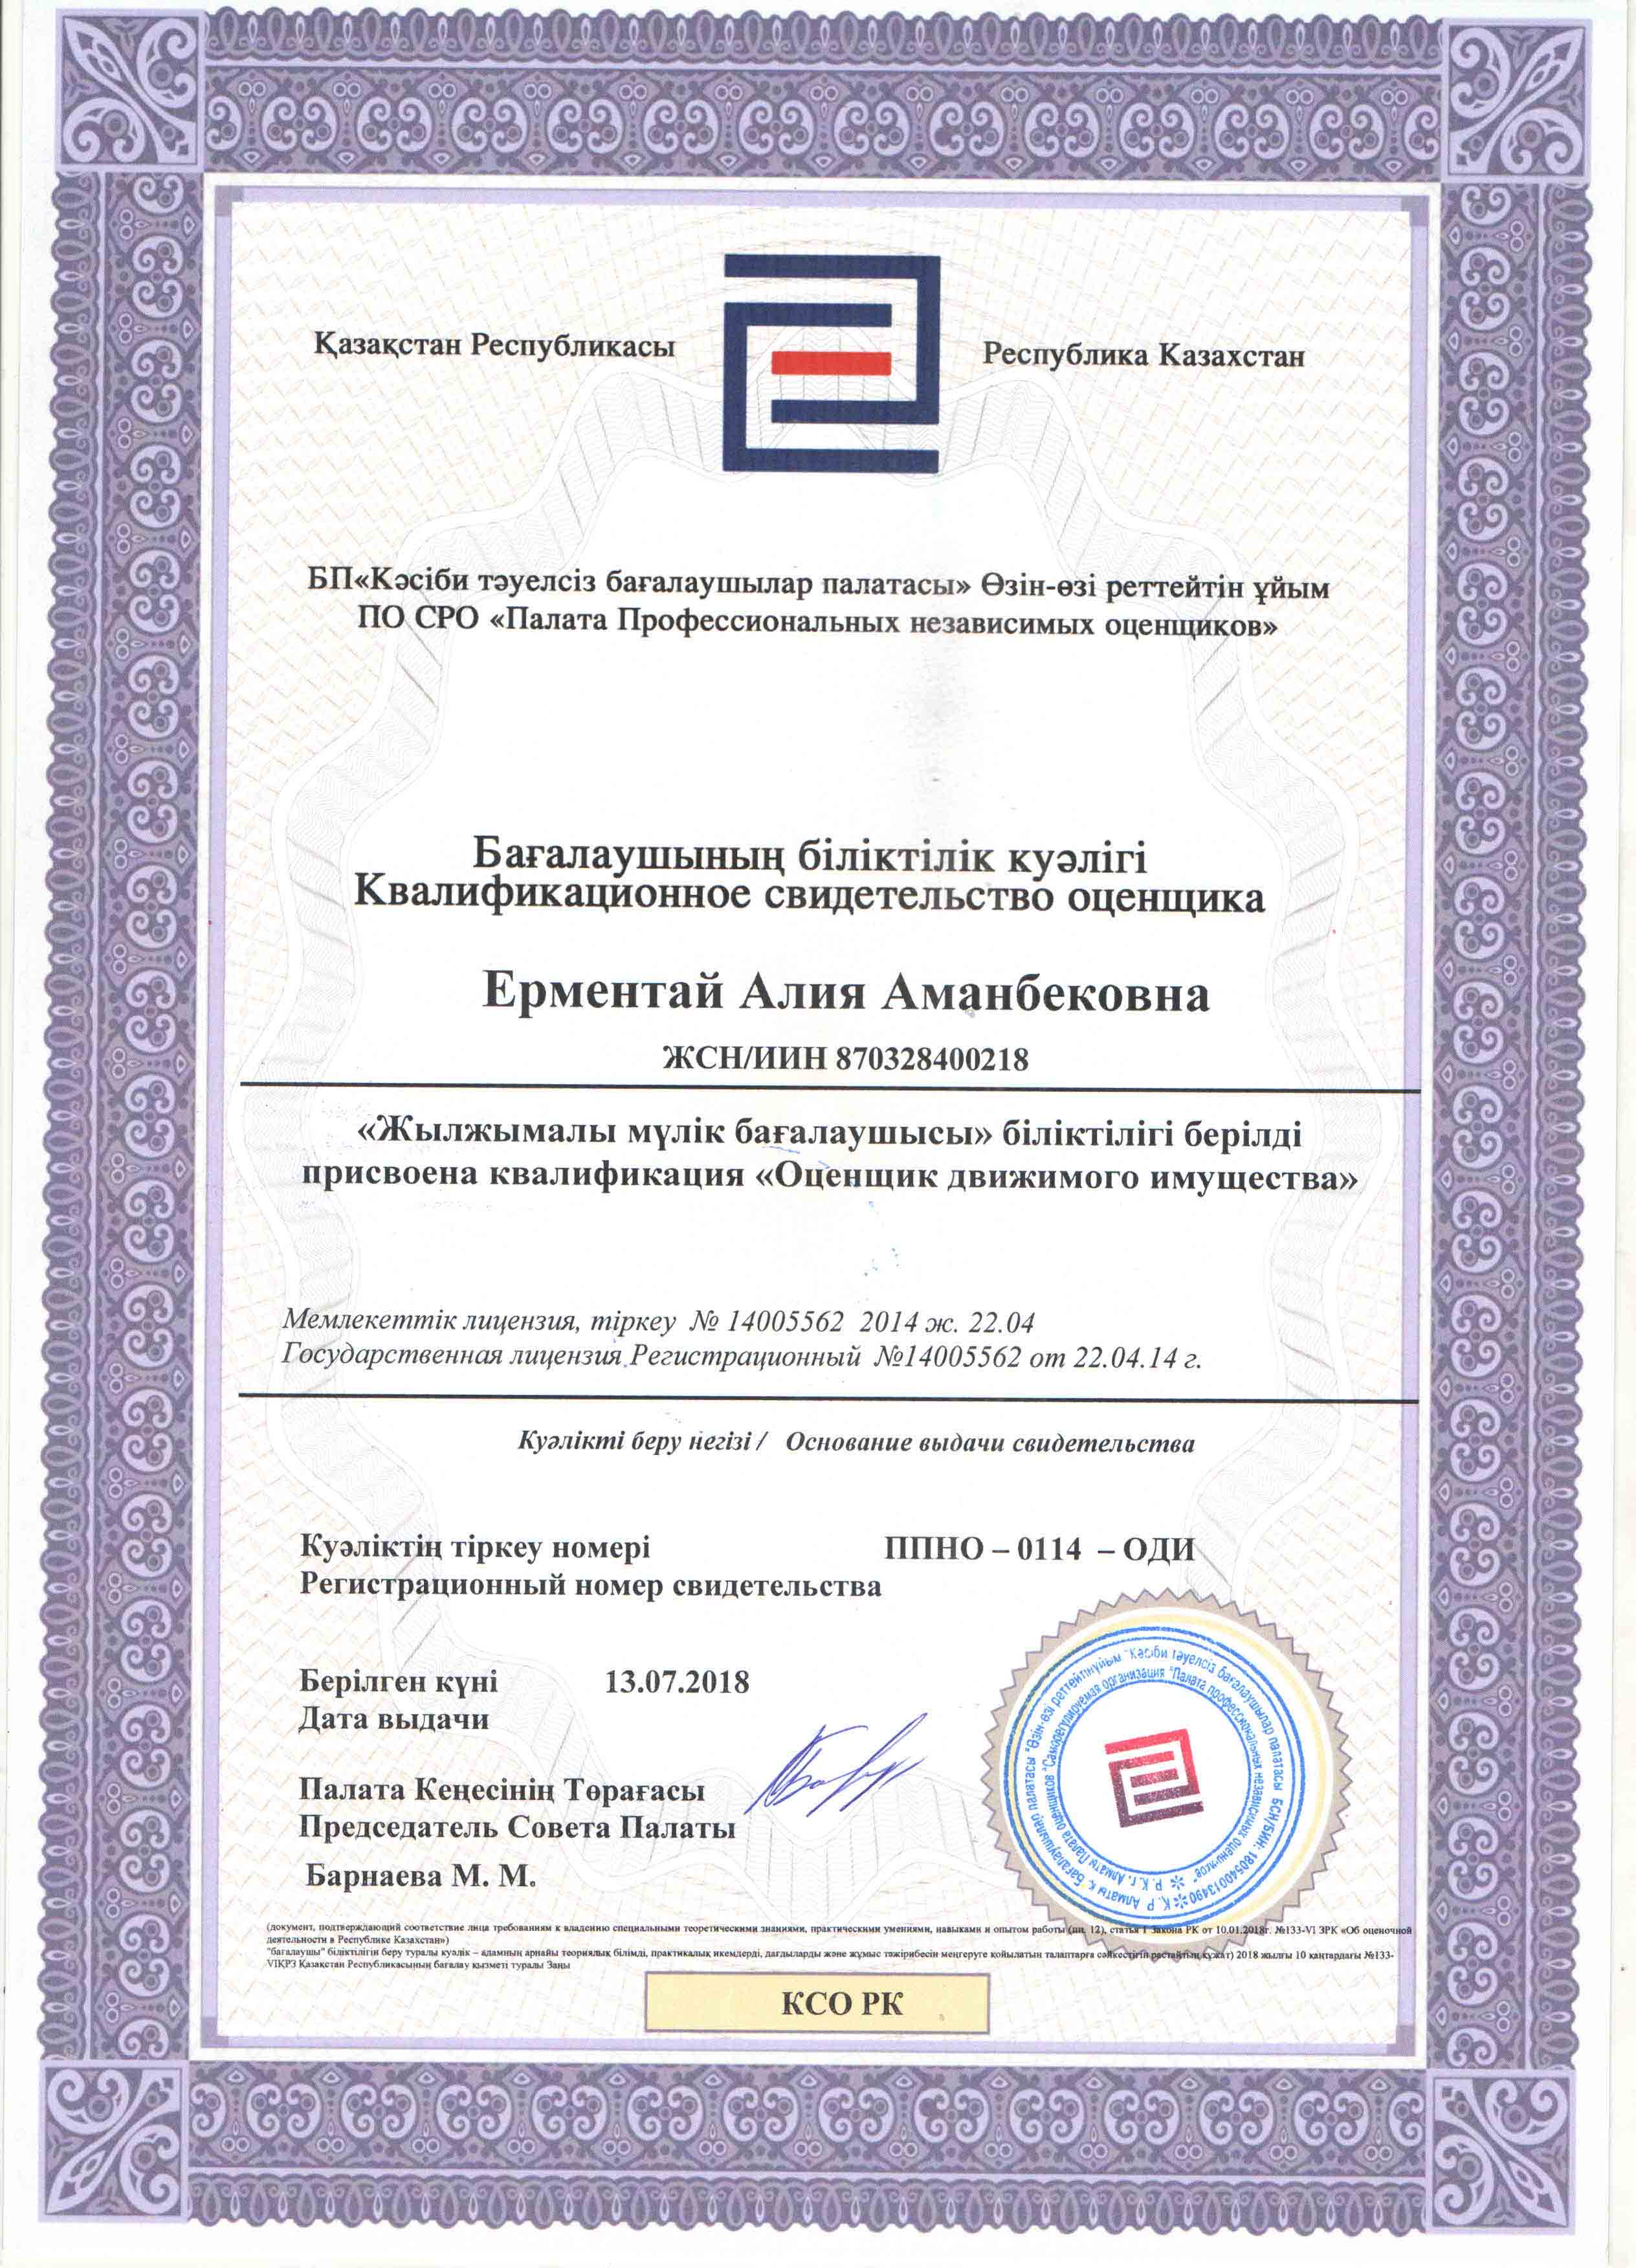 Қазақстан Республикасы
Республика Казахстан
БП«Кәсіби тәуелсіз бағалаушылар палатасы» Өзін-өзі реттейтін ұйым
ПО СРО «Палата Профессиональных независимых оценщиков»
Бағалаушының біліктілік куәлігі
Квалификационное свидетельство оценщика
Ерментай Алия Аманбековна
ЖСН/ИИН 870328400218
«Жылжымалы мүлік бағалаушысы» біліктілігі берілді
присвоена квалификация «Оценщик движимого имущества»
Мемлекеттік лицензия, тіркеу № 14005562 2014 ж. 22.04
Государственная лицензия Регистрационный №14005562 от 22.04.14 г.
Куәлікті беру негізі / Основание выдачи свидетельства
Куәліктің тіркеу номері ППНО – 0114 – ОДИ
Регистрационный номер свидетельства
Берілген күні 13.07.2018
Дата выдачи
Палата Кеңесінің Төрағасы
Председатель Совета Палаты
Барнаева М. М.
Қ. Р. Алматы қ. Бағалаушылар палатасы "Өзін-өзі реттейтін ұйым "Кәсіби тәуелсіз бағалаушылар палатасы БСН/БИН: 180540013490
Р. К. г. Алматы Палата оценщиков "Саморегулируемая организация "Палата профессиональных независимых оценщиков"
(документ, подтверждающий соответствие лица требованиям к владению специальными теоретическими знаниями, практическими умениями, навыками и опытом работы (пп. 12), статья 1 Закона РК от 10.01.2018г. №133-VI ЗРК «Об оценочной
деятельности в Республике Казахстан»)
"бағалаушы" біліктілігін беру туралы куәлік – адамның арнайы теориялық білімді, практикалық икемдерді, дағдыларды және жұмыс тәжірибесін меңгеруге қойылатын талаптарға сәйкестігін растайтын құжат) 2018 жылғы 10 қаңтардағы №133-
VIҚРЗ Қазақстан Республикасының бағалау қызметі туралы Заңы
КСО РК